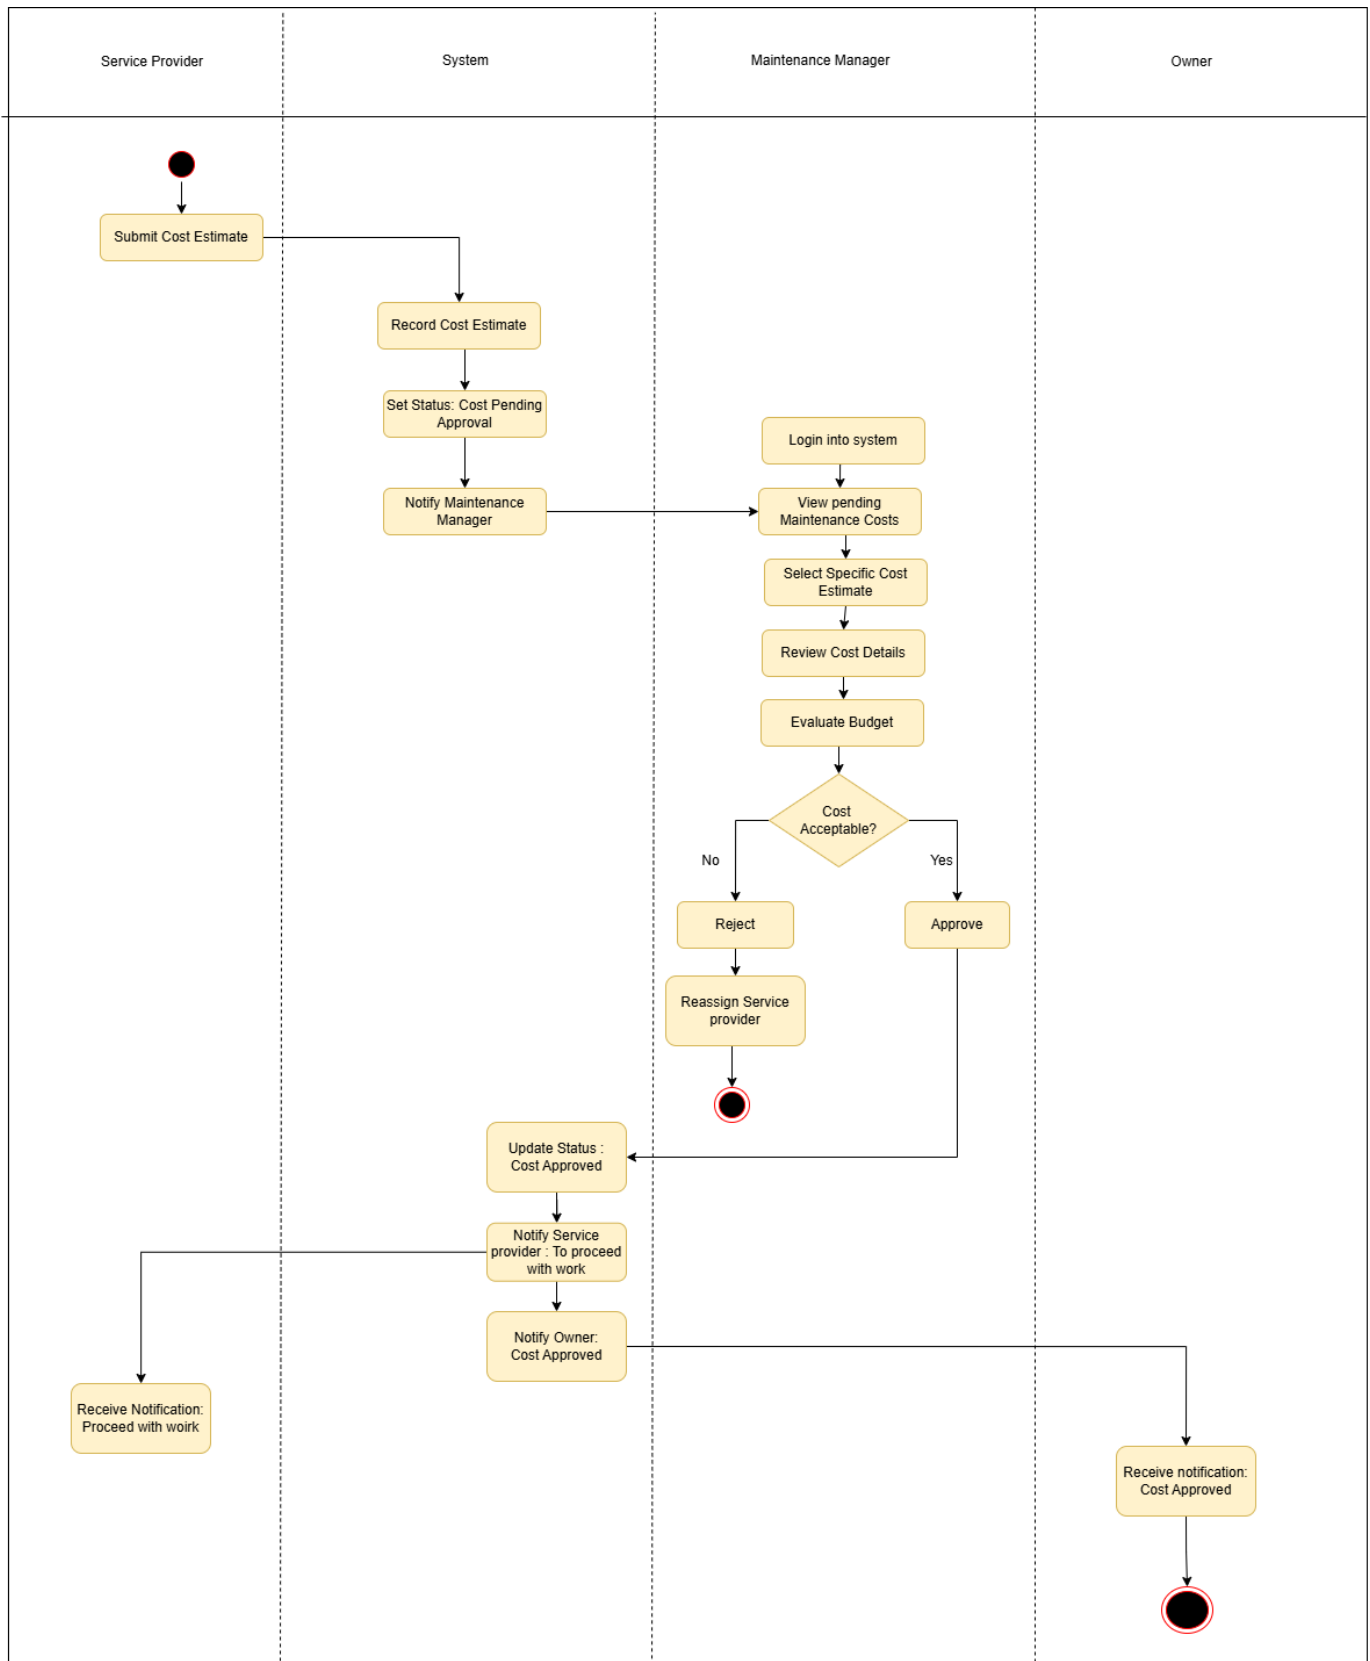 Service Provider
System
Maintenance Manager
Owner
Submit Cost Estimate
Record Cost Estimate
Set Status: Cost Pending
Approval
Login into system
Notify Maintenance
Manager
View pending
Maintenance Costs
Select Specific Cost
Estimate
Review Cost Details
Evaluate Budget
Cost
Acceptable?
No
Yes
Reject
Approve
Reassign Service
provider
Update Status :
Cost Approved
Notify Service
provider : To proceed
with work
Notify Owner:
Cost Approved
Receive Notification:
Proceed with woirk
Receive notification:
Cost Approved